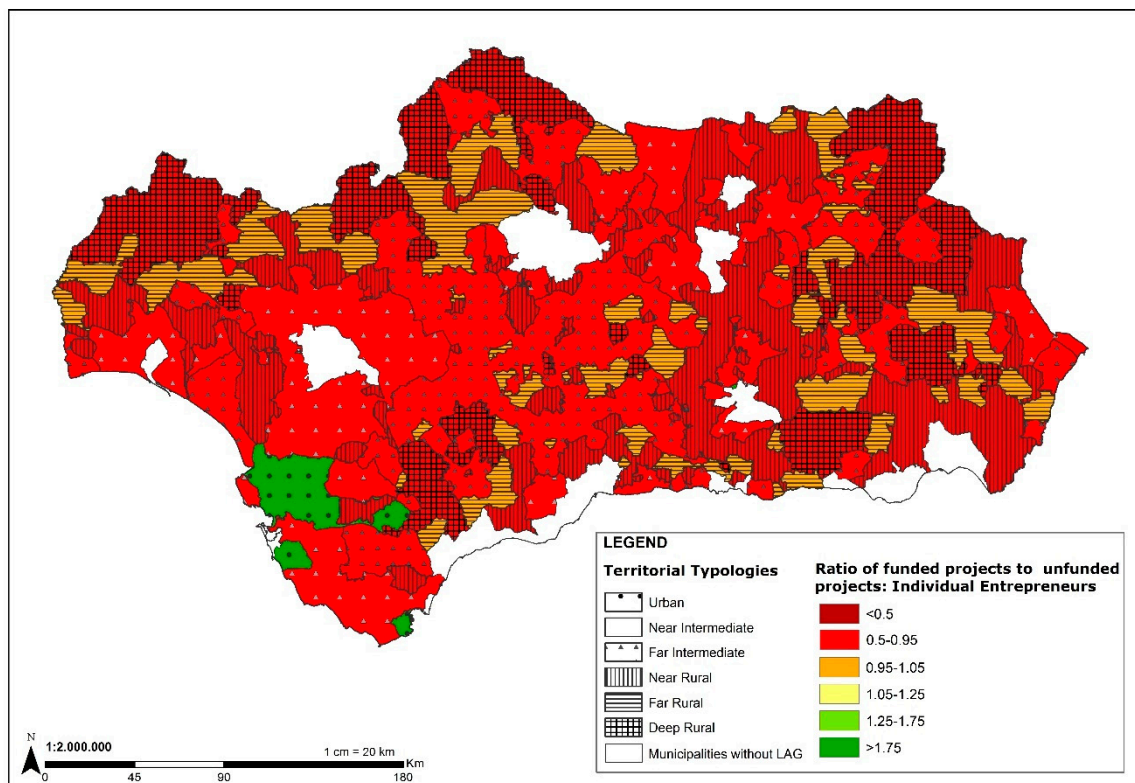 LEGEND
Territorial Typologies
Urban
Near Intermediate
Far Intermediate
Near Rural
Far Rural
Deep Rural
Municipalities without LAG
Ratio of funded projects to unfunded
projects: Individual Entrepreneurs
<0.5
0.5-0.95
0.95-1.05
1.05-1.25
1.25-1.75
>1.75
N
1:2.000.000
1 cm = 20 km
Km
0 45 90 180